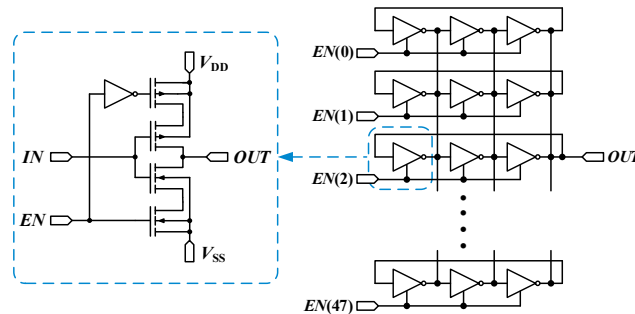 V_DD
IN
OUT
EN
V_SS
EN(0)
EN(1)
EN(2)
OUT
EN(47)